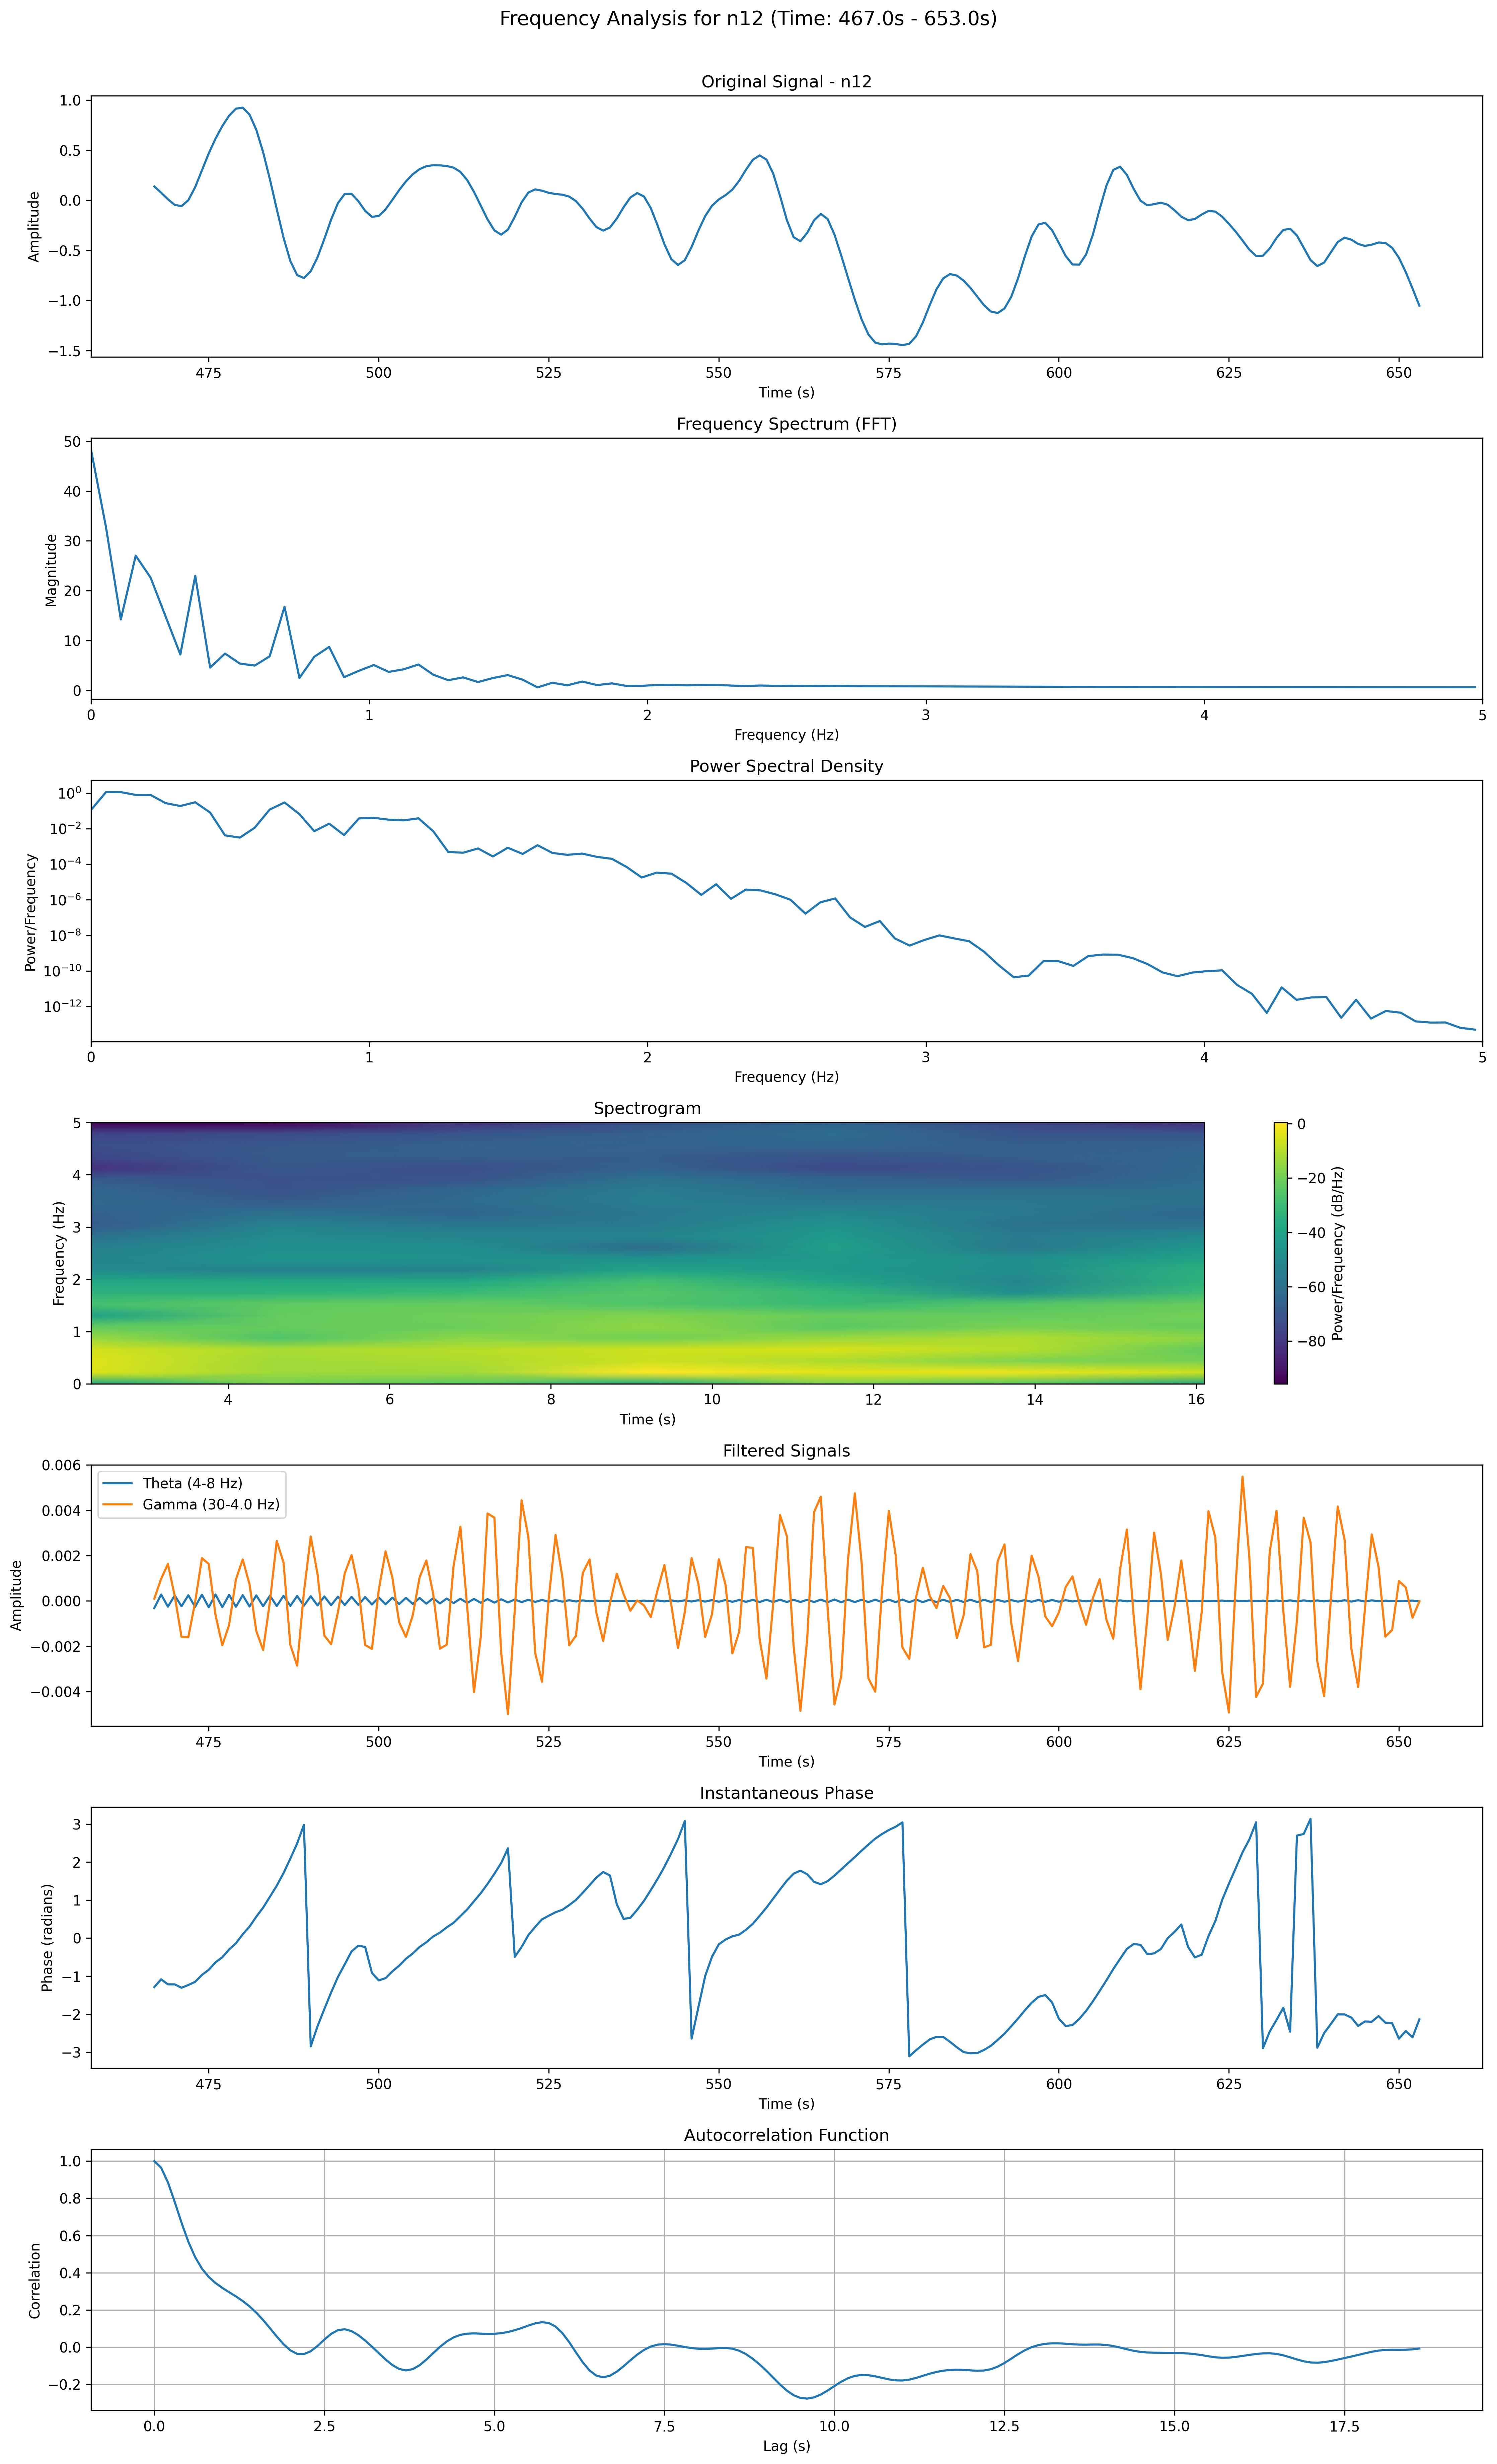 Frequency Analysis for n12 (Time: 467.0s - 653.0s)
Original Signal - n12
1.0
0.5
0.0
−0.5
−1.0
−1.5
Amplitude
475 500 525 550 575 600 625 650
Time (s)
Frequency Spectrum (FFT)
50
40
30
20
10
0
Magnitude
0 1 2 3 4 5
Frequency (Hz)
Power Spectral Density
10⁰
10⁻²
10⁻⁴
10⁻⁶
10⁻⁸
10⁻¹⁰
10⁻¹²
Power/Frequency
0 1 2 3 4 5
Frequency (Hz)
Spectrogram
5
4
3
2
1
0
Frequency (Hz)
4 6 8 10 12 14 16
Time (s)
0
−20
−40
−60
−80
Power/Frequency (dB/Hz)
Filtered Signals
0.006
0.004
0.002
0.000
−0.002
−0.004
Amplitude
Theta (4-8 Hz)
Gamma (30-4.0 Hz)
475 500 525 550 575 600 625 650
Time (s)
Instantaneous Phase
3
2
1
0
−1
−2
−3
Phase (radians)
475 500 525 550 575 600 625 650
Time (s)
Autocorrelation Function
1.0
0.8
0.6
0.4
0.2
0.0
−0.2
Correlation
0.0 2.5 5.0 7.5 10.0 12.5 15.0 17.5
Lag (s)